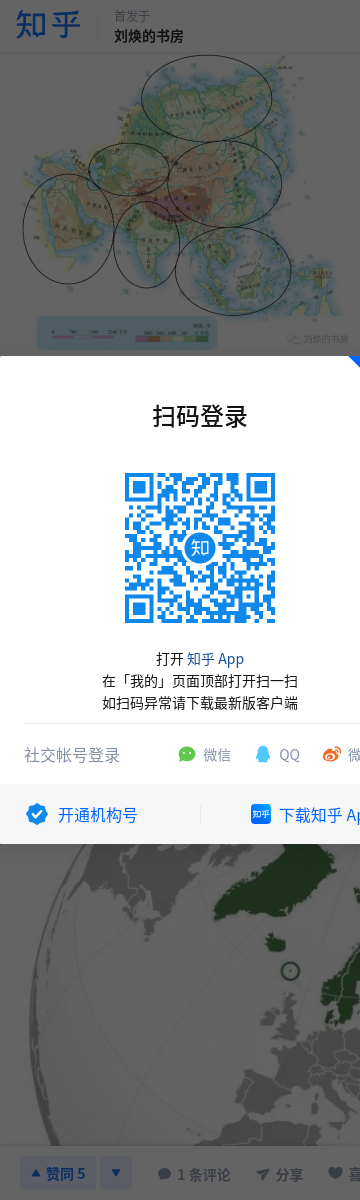 知乎
首发于
刘焕的书房
刘焕的书房
扫码登录
知
打开 知乎 App
在「我的」页面顶部打开扫一扫
如扫码异常请下载最新版客户端
社交帐号登录
微信
QQ
微
开通机构号
知乎
下载知乎 Ap
赞同 5
1 条评论
分享
喜